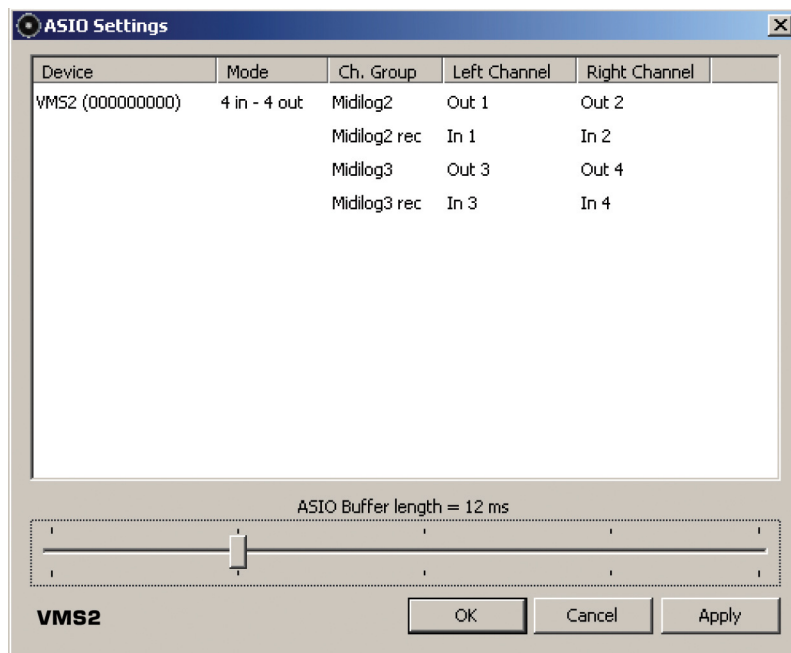 ASIO Settings
Device Mode Ch. Group Left Channel Right Channel
VMS2 (000000000) 4 in - 4 out Midilog2 Out 1 Out 2
Midilog2 rec In 1 In 2
Midilog3 Out 3 Out 4
Midilog3 rec In 3 In 4
ASIO Buffer length = 12 ms
VMS2 OK Cancel Apply